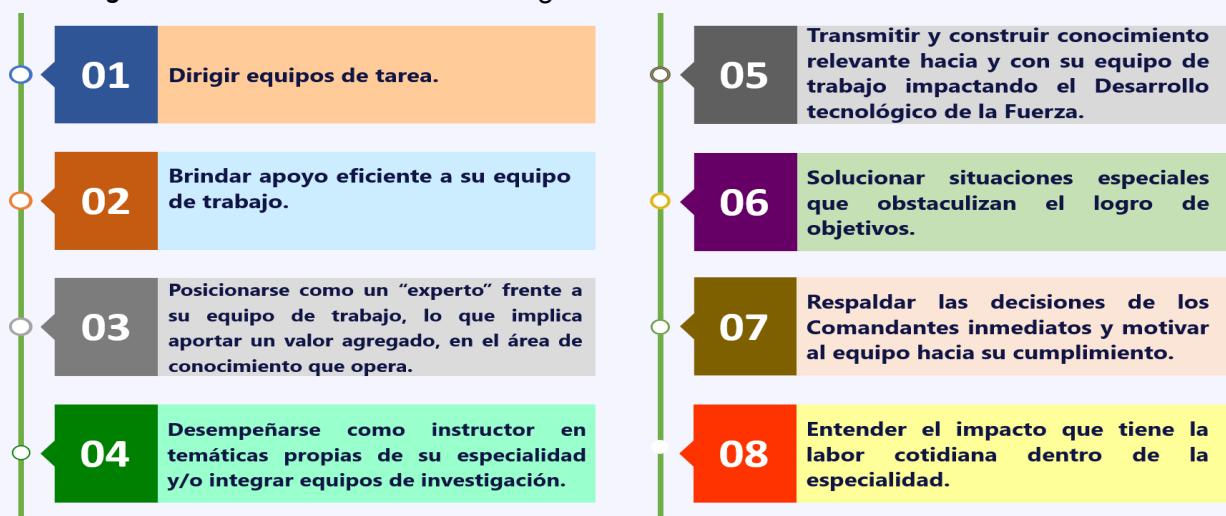 01
Dirigir equipos de tarea.
02
Brindar apoyo eficiente a su equipo
de trabajo.
03
Posicionarse como un “experto” frente a
su equipo de trabajo, lo que implica
aportar un valor agregado, en el área de
conocimiento que opera.
04
Desempeñarse como instructor en
temáticas propias de su especialidad
y/o integrar equipos de investigación.
05
Transmitir y construir conocimiento
relevante hacia y con su equipo de
trabajo impactando el Desarrollo
tecnológico de la Fuerza.
06
Solucionar situaciones especiales
que obstaculizan el logro de
objetivos.
07
Respaldar las decisiones de los
Comandantes inmediatos y motivar
al equipo hacia su cumplimiento.
08
Entender el impacto que tiene la
labor cotidiana dentro de la
especialidad.